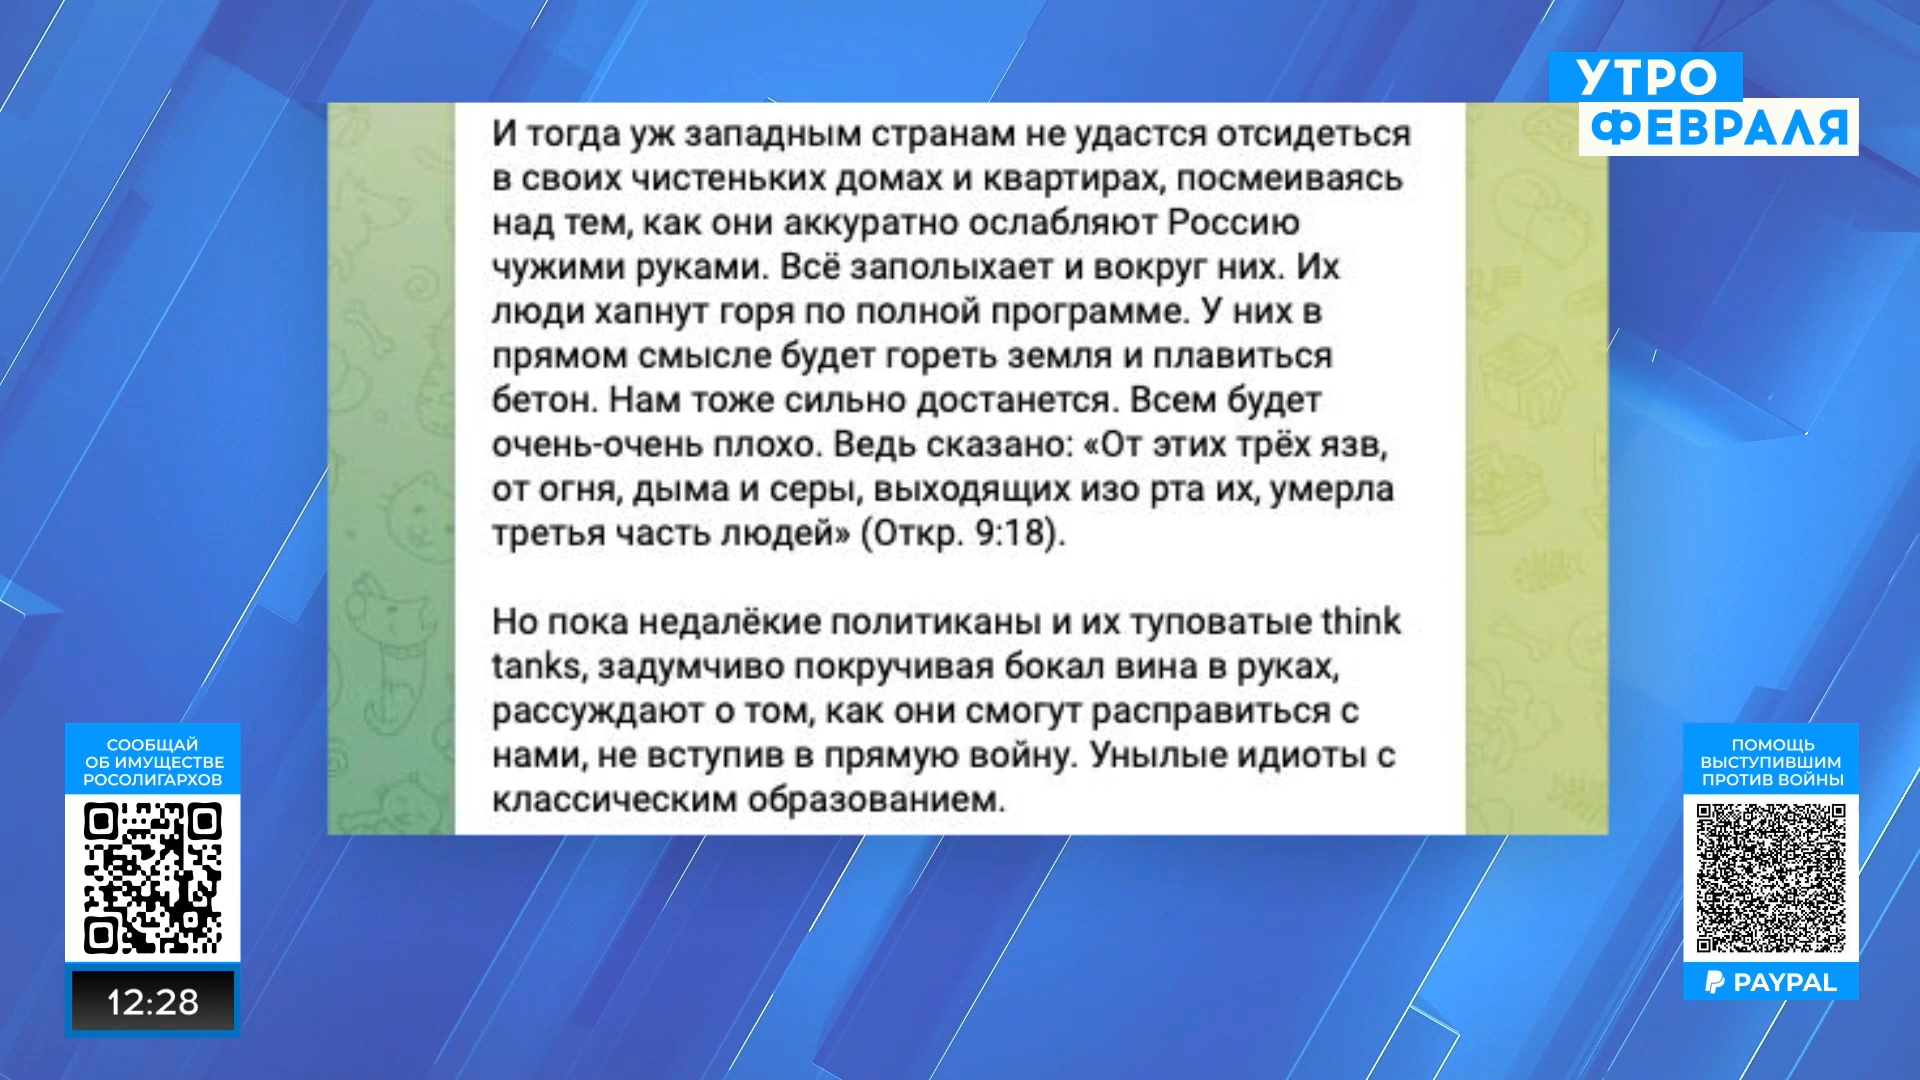 УТРО
ФЕВРАЛЯ
И тогда уж западным странам не удастся отсидеться
в своих чистеньких домах и квартирах, посмеиваясь
над тем, как они аккуратно ослабляют Россию
чужими руками. Всё заполыхает и вокруг них. Их
люди хапнут горя по полной программе. У них в
прямом смысле будет гореть земля и плавиться
бетон. Нам тоже сильно достанется. Всем будет
очень-очень плохо. Ведь сказано: «От этих трёх язв,
от огня, дыма и серы, выходящих изо рта их, умерла
третья часть людей» (Откр. 9:18).
Но пока недалёкие политиканы и их туповатые think
tanks, задумчиво покручивая бокал вина в руках,
рассуждают о том, как они смогут расправиться с
нами, не вступив в прямую войну. Унылые идиоты с
классическим образованием.
СООБЩАЙ
ОБ ИМУЩЕСТВЕ
РОСОЛИГАРХОВ
12:28
ПОМОЩЬ
ВЫСТУПИВШИМ
ПРОТИВ ВОЙНЫ
PAYPAL